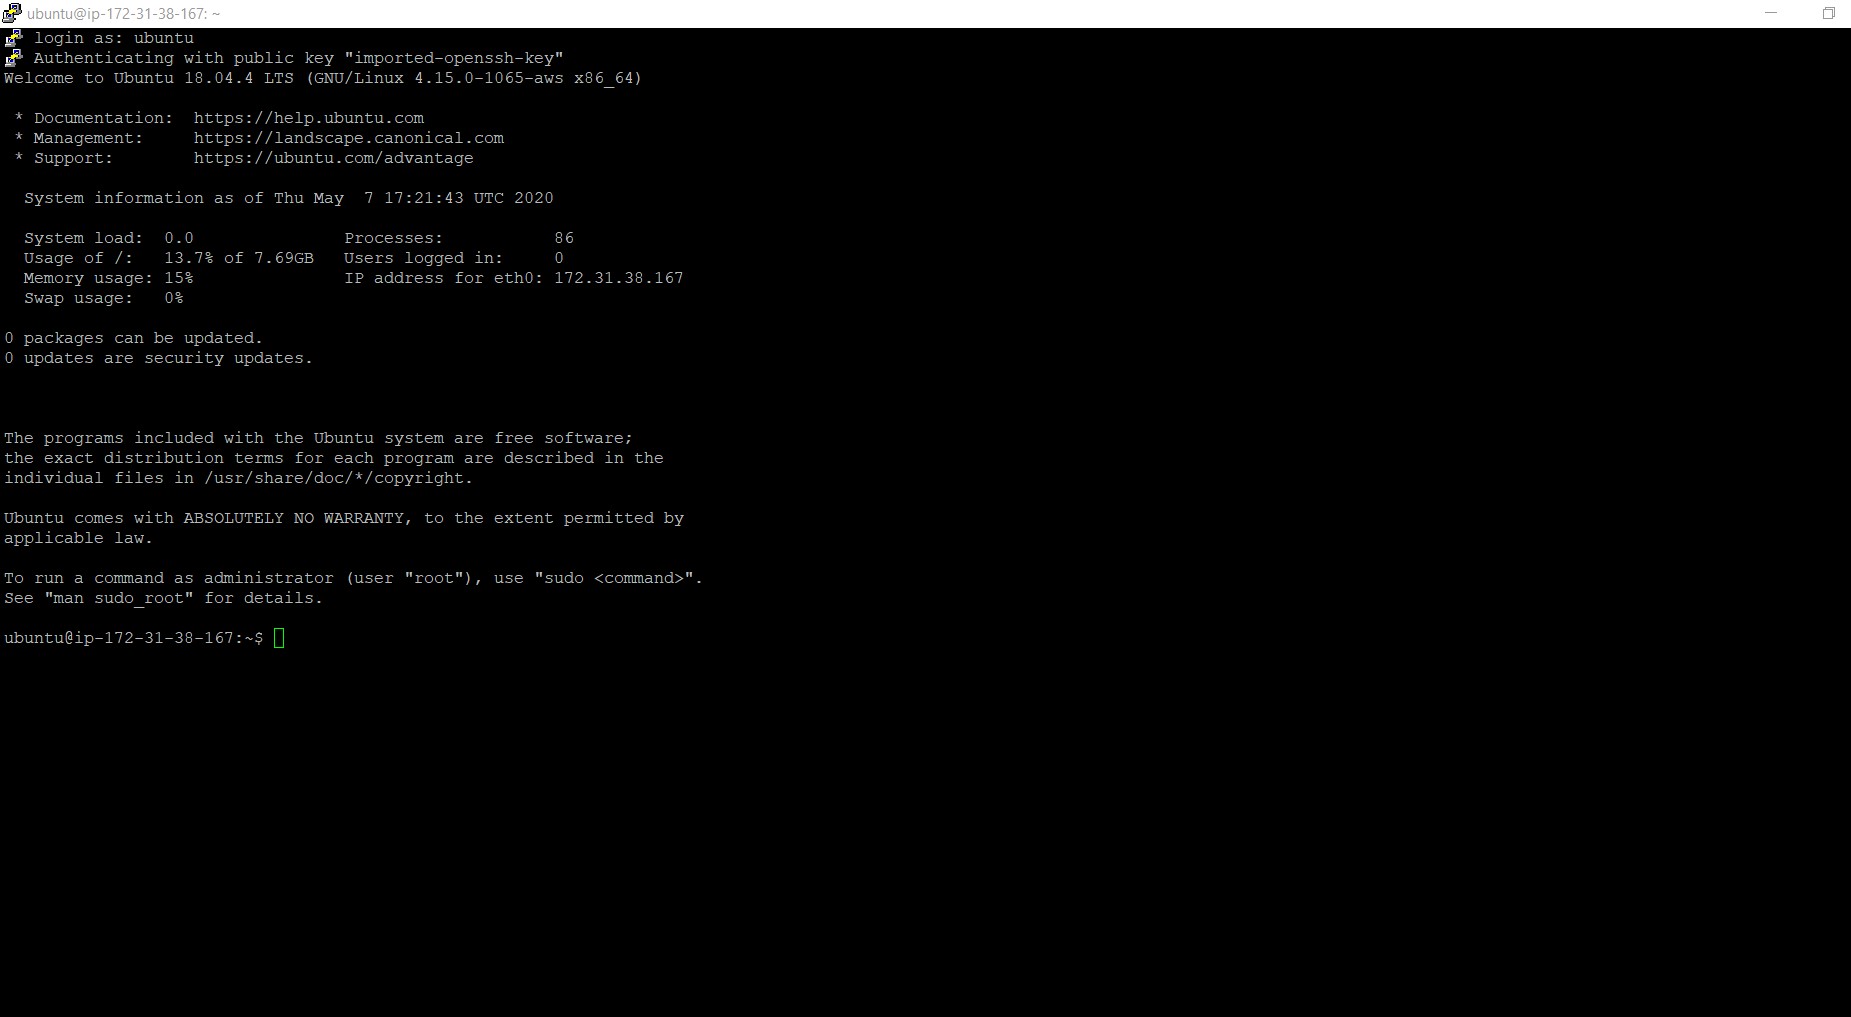 ubuntu@ip-172-31-38-167: ~
login as: ubuntu
Authenticating with public key "imported-openssh-key"
Welcome to Ubuntu 18.04.4 LTS (GNU/Linux 4.15.0-1065-aws x86_64)
 * Documentation:  https://help.ubuntu.com
 * Management:     https://landscape.canonical.com
 * Support:        https://ubuntu.com/advantage
  System information as of Thu May  7 17:21:43 UTC 2020
  System load:  0.0               Processes:           86
  Usage of /:   13.7% of 7.69GB   Users logged in:     0
  Memory usage: 15%               IP address for eth0: 172.31.38.167
  Swap usage:   0%
0 packages can be updated.
0 updates are security updates.
The programs included with the Ubuntu system are free software;
the exact distribution terms for each program are described in the
individual files in /usr/share/doc/*/copyright.
Ubuntu comes with ABSOLUTELY NO WARRANTY, to the extent permitted by
applicable law.
To run a command as administrator (user "root"), use "sudo <command>".
See "man sudo_root" for details.
ubuntu@ip-172-31-38-167:~$